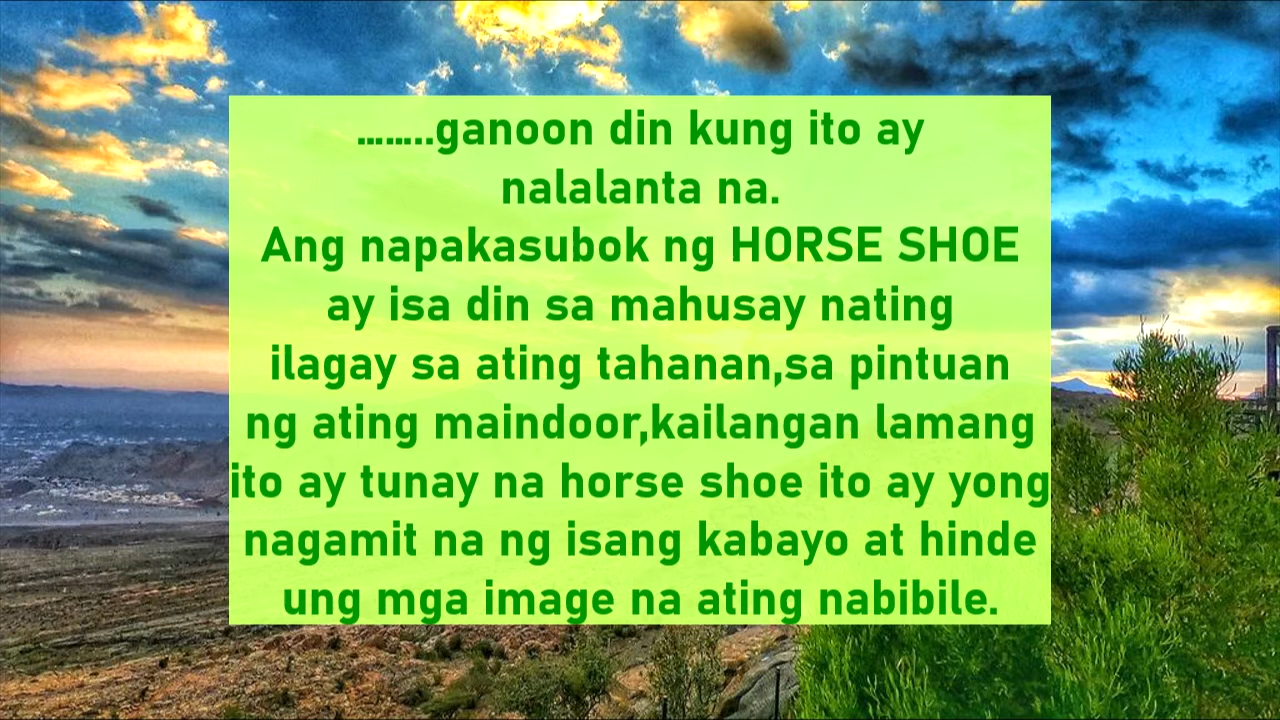 ........ganoon din kung ito ay
nalalanta na.
Ang napakasubok ng HORSE SHOE
ay isa din sa mahusay nating
ilagay sa ating tahanan,sa pintuan
ng ating maindoor,kailangan lamang
ito ay tunay na horse shoe ito ay yong
nagamit na ng isang kabayo at hinde
ung mga image na ating nabibile.